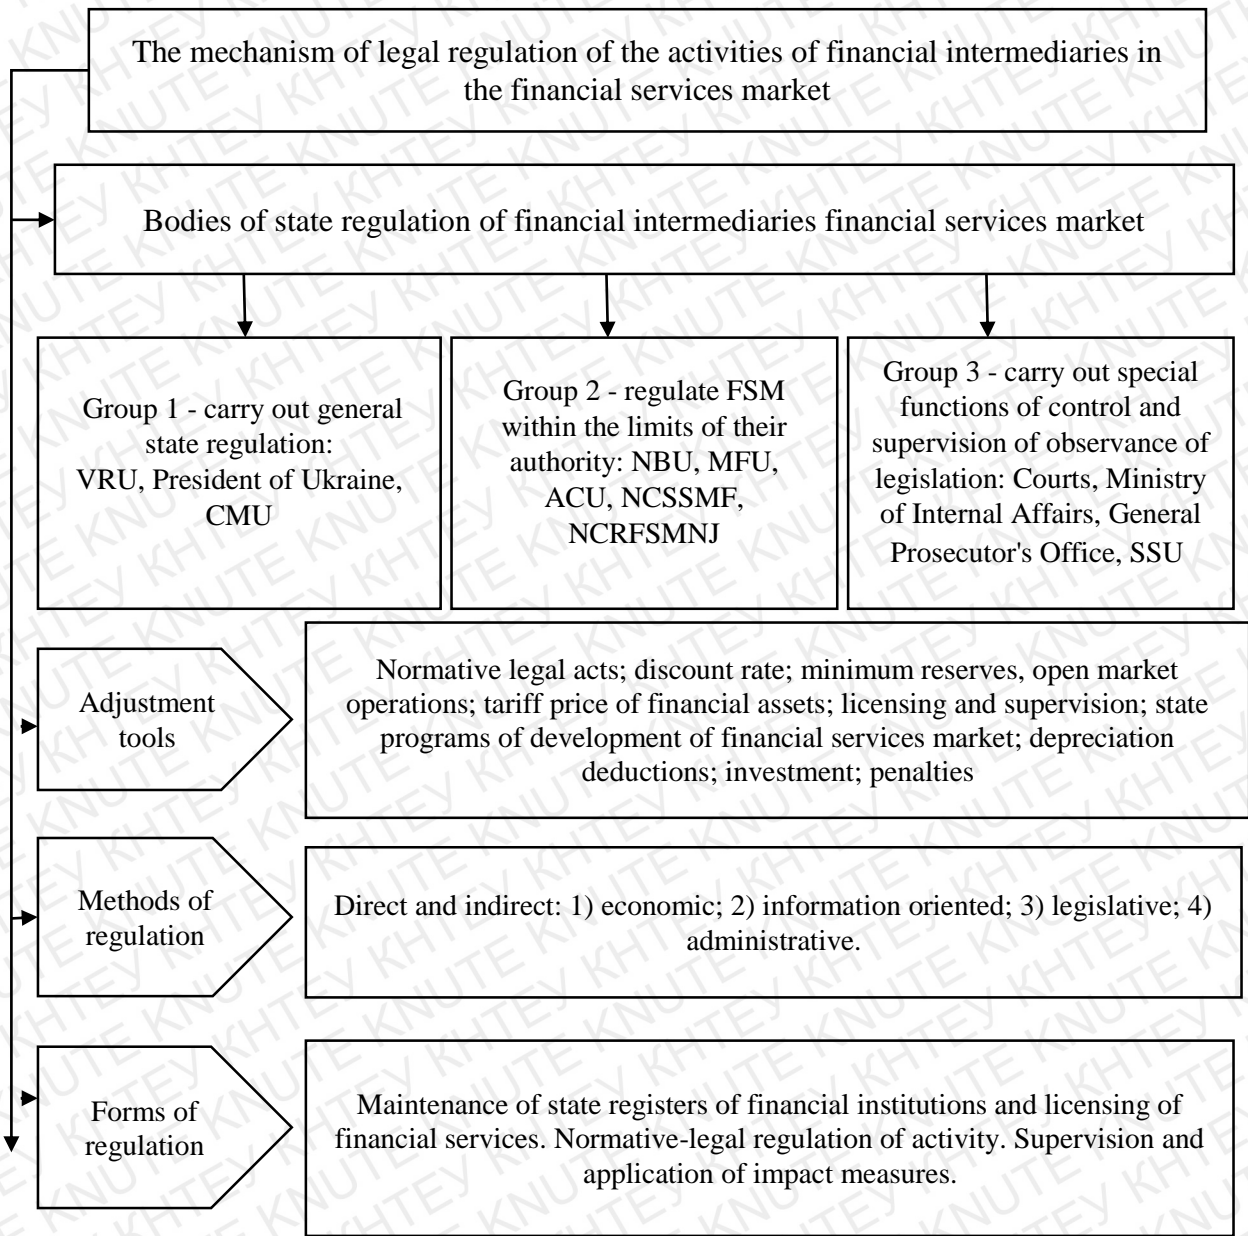 The mechanism of legal regulation of the activities of financial intermediaries in
the financial services market
Bodies of state regulation of financial intermediaries financial services market
Group 1 - carry out general
state regulation:
VRU, President of Ukraine,
CMU
Group 2 - regulate FSM
within the limits of their
authority: NBU, MFU,
ACU, NCSSMF,
NCRFSMNJ
Group 3 - carry out special
functions of control and
supervision of observance of
legislation: Courts, Ministry
of Internal Affairs, General
Prosecutor's Office, SSU
Adjustment
tools
Normative legal acts; discount rate; minimum reserves, open market
operations; tariff price of financial assets; licensing and supervision; state
programs of development of financial services market; depreciation
deductions; investment; penalties
Methods of
regulation
Direct and indirect: 1) economic; 2) information oriented; 3) legislative; 4)
administrative.
Forms of
regulation
Maintenance of state registers of financial institutions and licensing of
financial services. Normative-legal regulation of activity. Supervision and
application of impact measures.